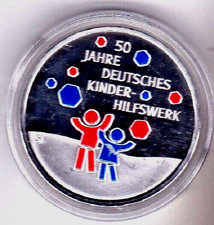 50
JAHRE
DEUTSCHES
KINDER-
HILFSWERK